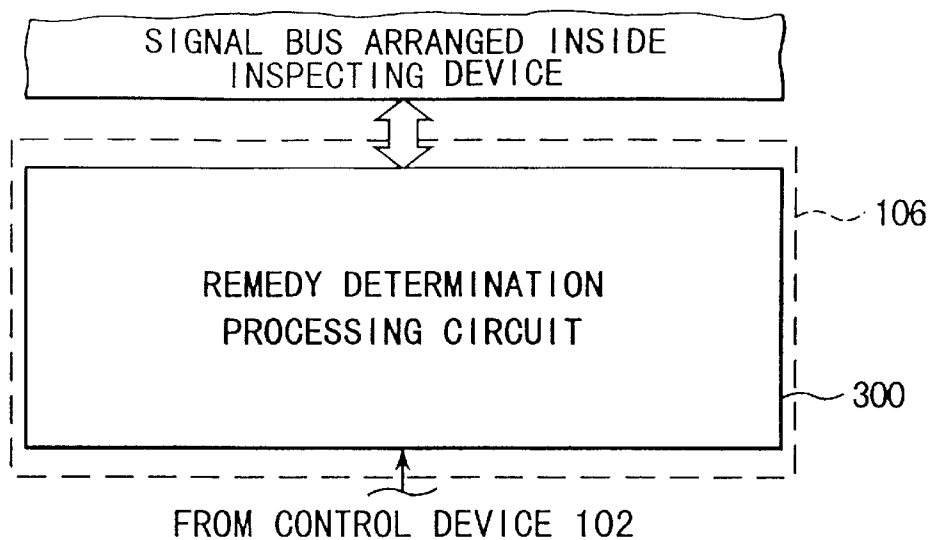 SIGNAL BUS ARRANGED INSIDE
INSPECTING DEVICE
106
REMEDY DETERMINATION
PROCESSING CIRCUIT
300
FROM CONTROL DEVICE 102